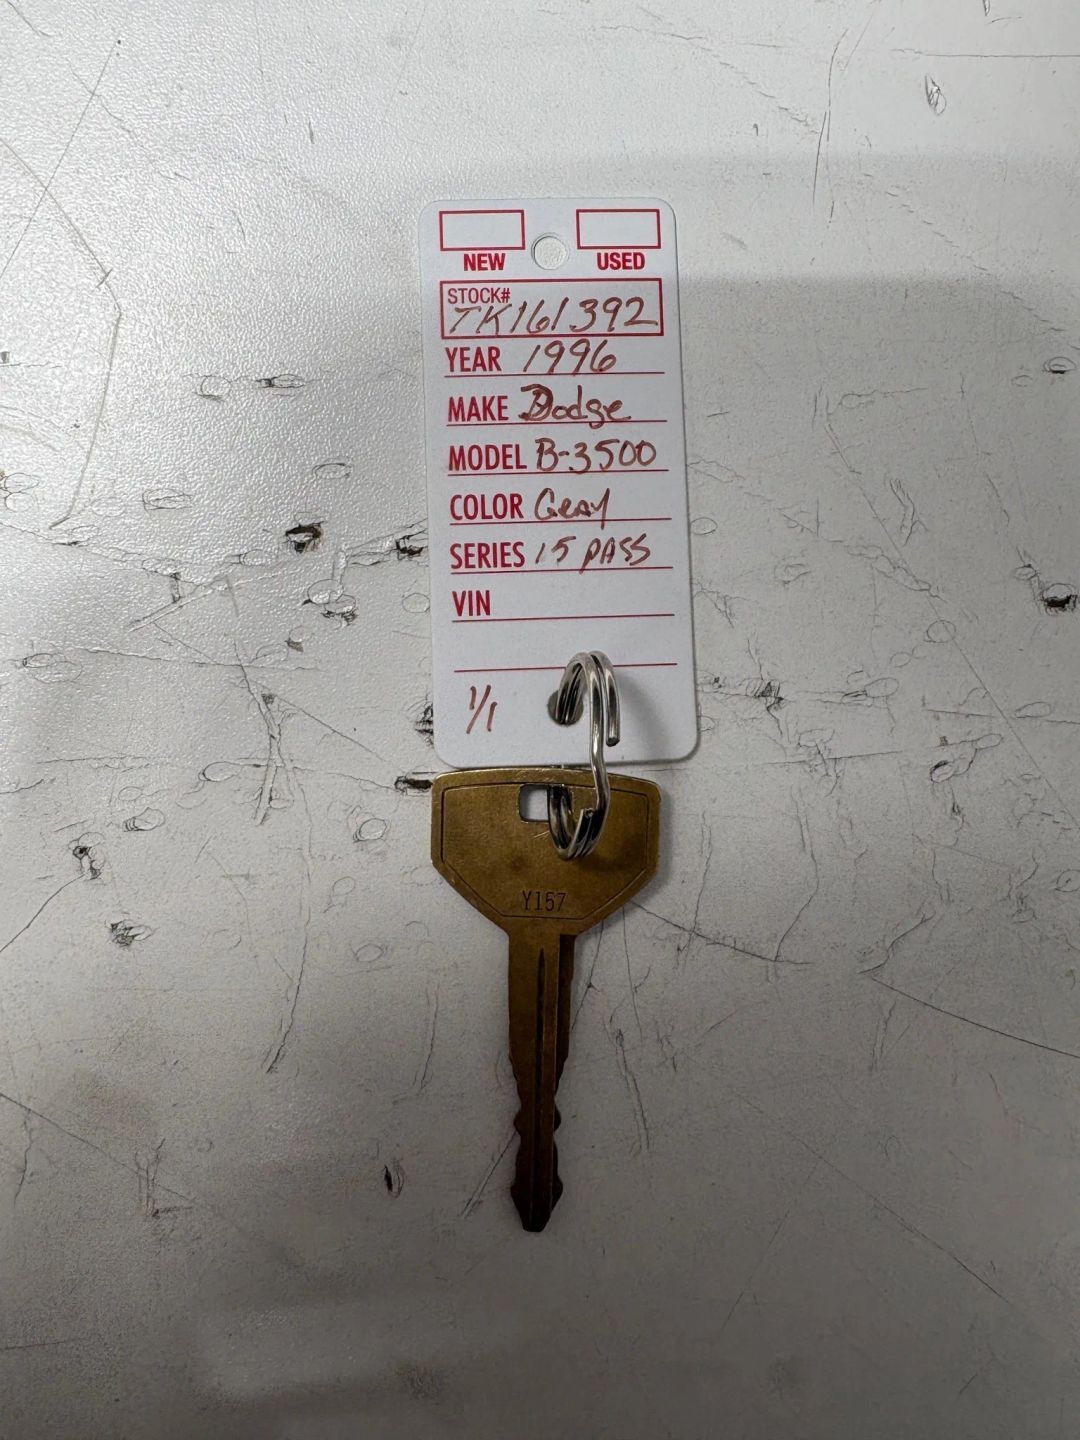 NEW USED
STOCK#
TK161392
YEAR 1996
MAKE Dodge
MODEL B-3500
COLOR Gray
SERIES 15 PASS
VIN
1/1
Y157